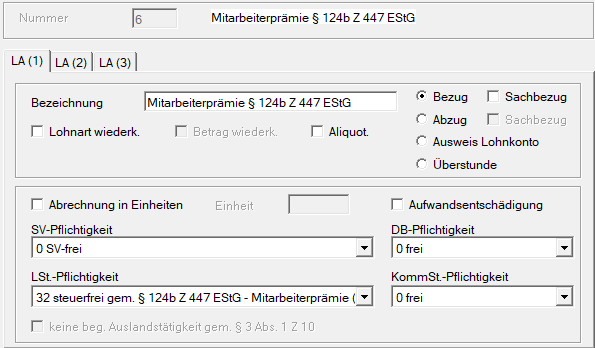 Nummer 6 Mitarbeiterprämie § 124b Z 447 EStG
LA (1) LA (2) LA (3)
Bezeichnung Mitarbeiterprämie § 124b Z 447 EStG
Bezug Sachbezug
Lohnart wiederk. Betrag wiederk. Aliquot.
Abzug Sachbezug
Ausweis Lohnkonto
Überstunde
Abrechnung in Einheiten Einheit Aufwandsentschädigung
SV-Pflichtigkeit DB-Pflichtigkeit
0 SV-frei 0 frei
LSt.-Pflichtigkeit KommSt.-Pflichtigkeit
32 steuerfrei gem. § 124b Z 447 EStG - Mitarbeiterprämie ( 0 frei
keine beg. Auslandstätigkeit gem. § 3 Abs. 1 Z 10